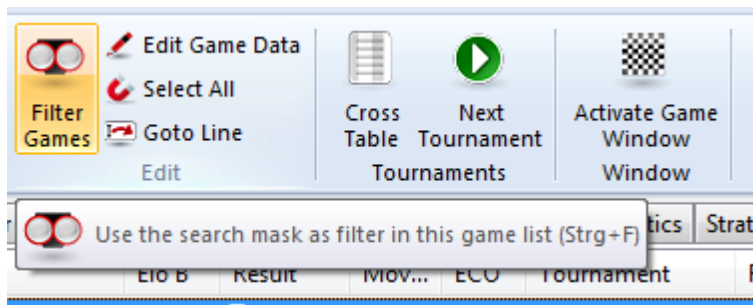 Edit Game Data
Select All
Filter Games
Goto Line
Cross Table
Next Tournament
Activate Game Window
Edit
Tournaments
Window
Use the search mask as filter in this game list (Strg+F)
tics
Strat
Elo B
Result
Mov...
ECO
Tournament